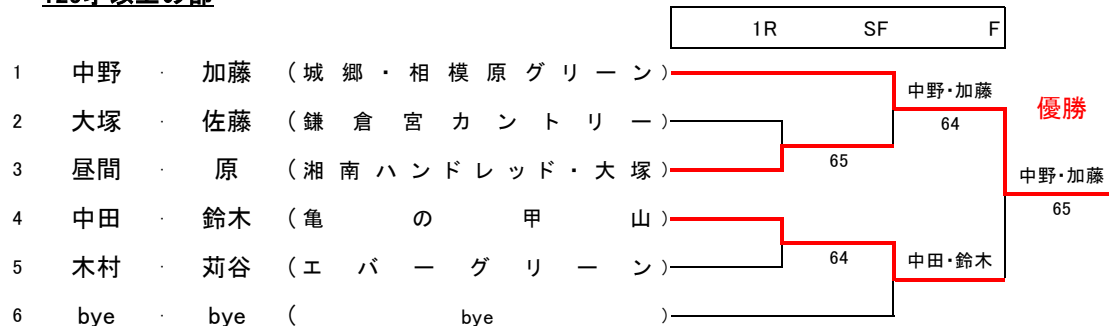 1R SF F
1 中野 · 加藤 (城郷・相模原グリーン)
中野・加藤
優勝
2 大塚 · 佐藤 (鎌倉宮カントリー)
64
65
3 昼間 · 原 (湘南ハンドレッド・大塚)
中野・加藤
65
4 中田 · 鈴木 (亀の甲山)
64
中田・鈴木
5 木村 · 苅谷 (エバーグリーン)
6 bye · bye ( bye )